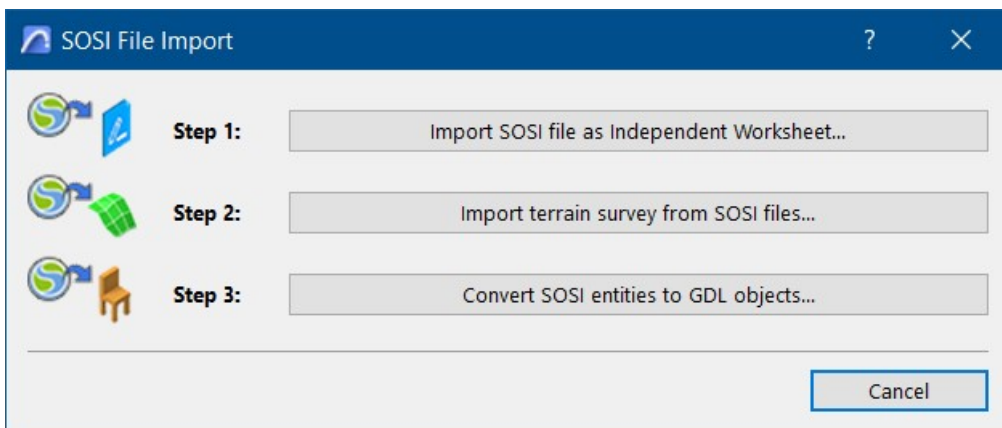 SOSI File Import ?
Step 1: Import SOSI file as Independent Worksheet...
Step 2: Import terrain survey from SOSI files...
Step 3: Convert SOSI entities to GDL objects...
Cancel